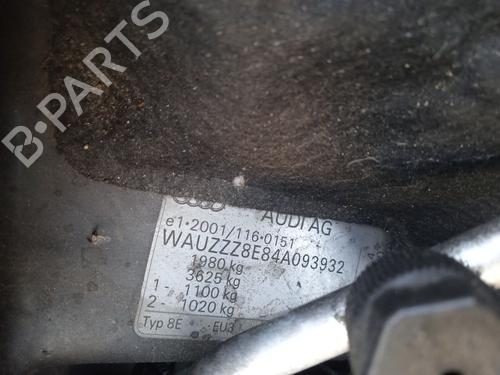 B-PARTS
AUDI AG
e1*2001/116*0151
WAUZZZ8E84A093932
1980 kg
3625 kg
1 - 1100 kg
2 - 1020 kg
Typ 8E EU3